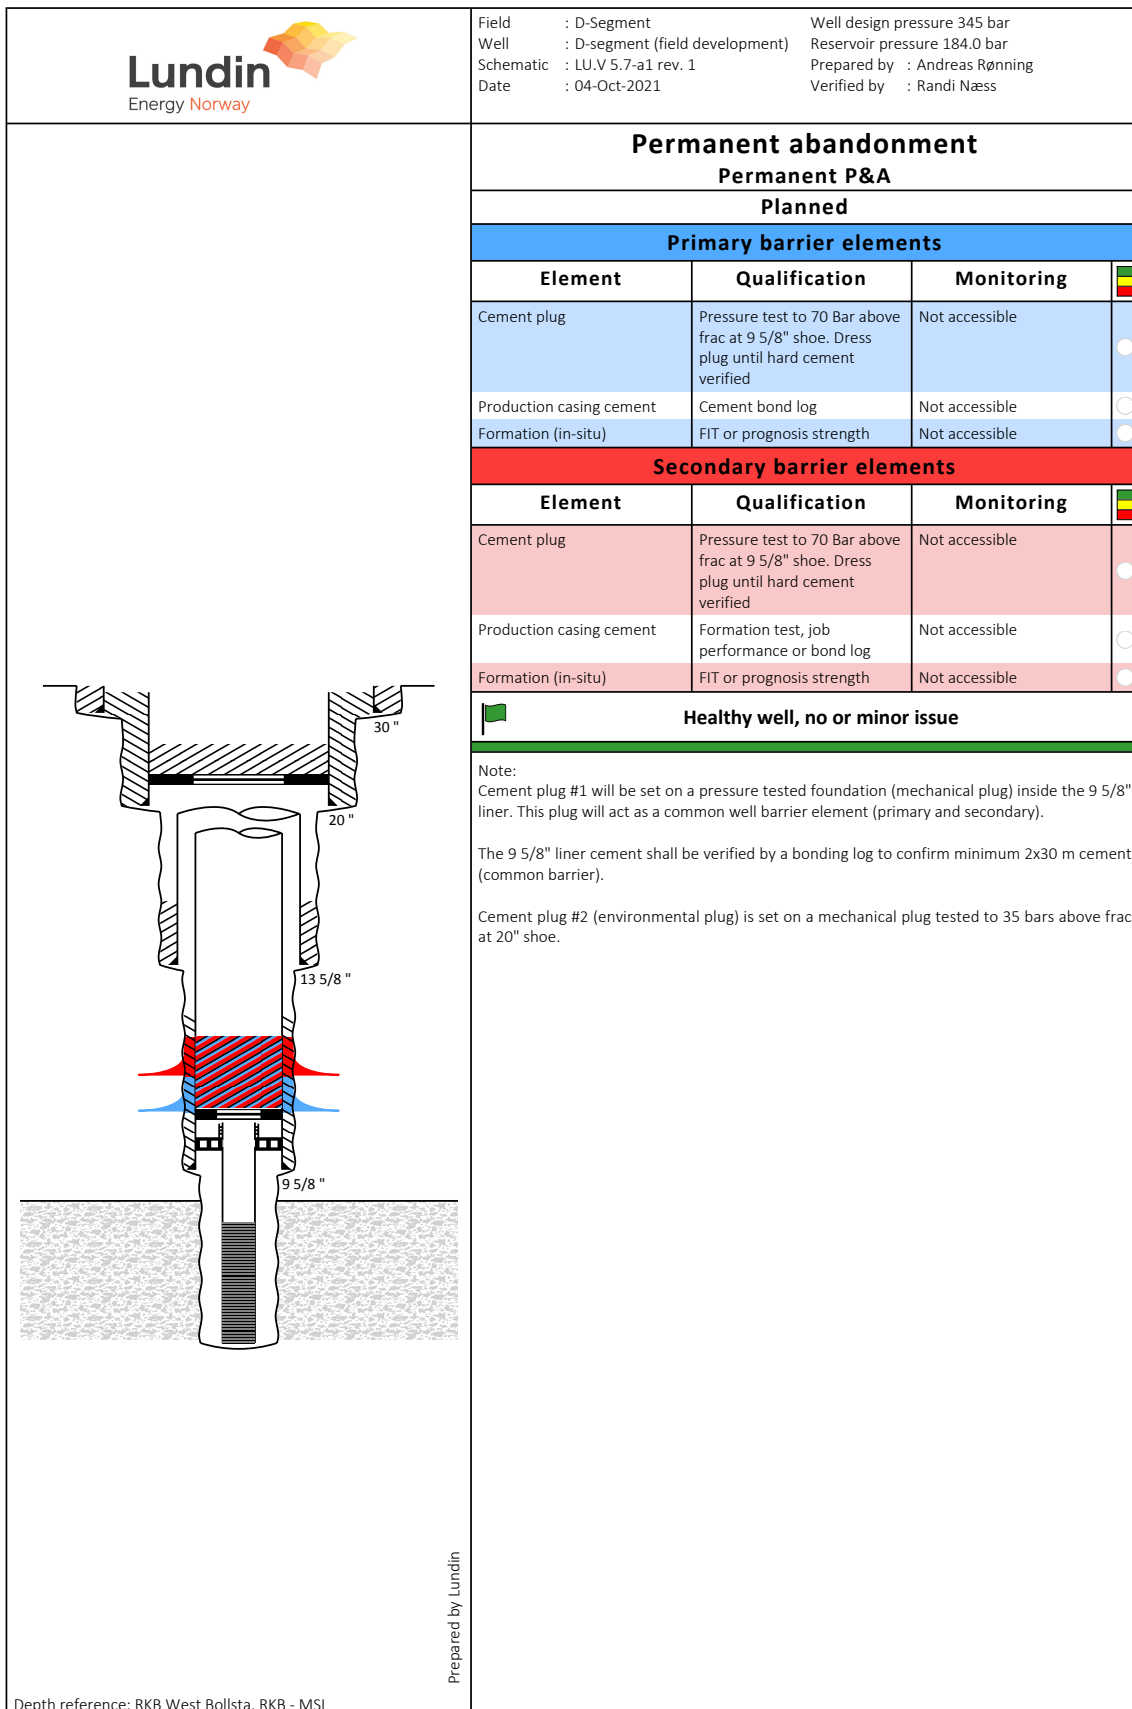 Lundin
Energy Norway
Field : D-Segment
Well : D-segment (field development)
Schematic : LU.V 5.7-a1 rev. 1
Date : 04-Oct-2021
Well design pressure 345 bar
Reservoir pressure 184.0 bar
Prepared by : Andreas Rønning
Verified by : Randi Næss
Permanent abandonment
Permanent P&A
Planned
Primary barrier elements
Element Qualification Monitoring
Cement plug Pressure test to 70 Bar above Not accessible
frac at 9 5/8" shoe. Dress
plug until hard cement
verified
Production casing cement Cement bond log Not accessible
Formation (in-situ) FIT or prognosis strength Not accessible
Secondary barrier elements
Element Qualification Monitoring
Cement plug Pressure test to 70 Bar above Not accessible
frac at 9 5/8" shoe. Dress
plug until hard cement
verified
Production casing cement Formation test, job Not accessible
performance or bond log
Formation (in-situ) FIT or prognosis strength Not accessible
Healthy well, no or minor issue
Note:
Cement plug #1 will be set on a pressure tested foundation (mechanical plug) inside the 9 5/8"
liner. This plug will act as a common well barrier element (primary and secondary).
The 9 5/8" liner cement shall be verified by a bonding log to confirm minimum 2x30 m cement
(common barrier).
Cement plug #2 (environmental plug) is set on a mechanical plug tested to 35 bars above frac
at 20" shoe.
30 "
20 "
13 5/8 "
9 5/8 "
Prepared by Lundin
Depth reference: RKB West Bollsta, RKB - MSL